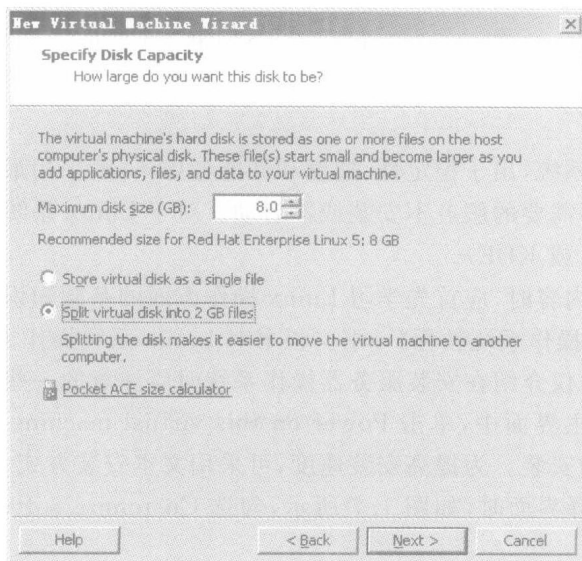 New Virtual Machine Wizard
Specify Disk Capacity
How large do you want this disk to be?
The virtual machine's hard disk is stored as one or more files on the host
computer's physical disk. These file(s) start small and become larger as you
add applications, files, and data to your virtual machine.
Maximum disk size (GB): 8.0
Recommended size for Red Hat Enterprise Linux 5: 8 GB
Store virtual disk as a single file
Split virtual disk into 2 GB files
Splitting the disk makes it easier to move the virtual machine to another
computer.
Pocket ACE size calculator
Help < Back Next > Cancel